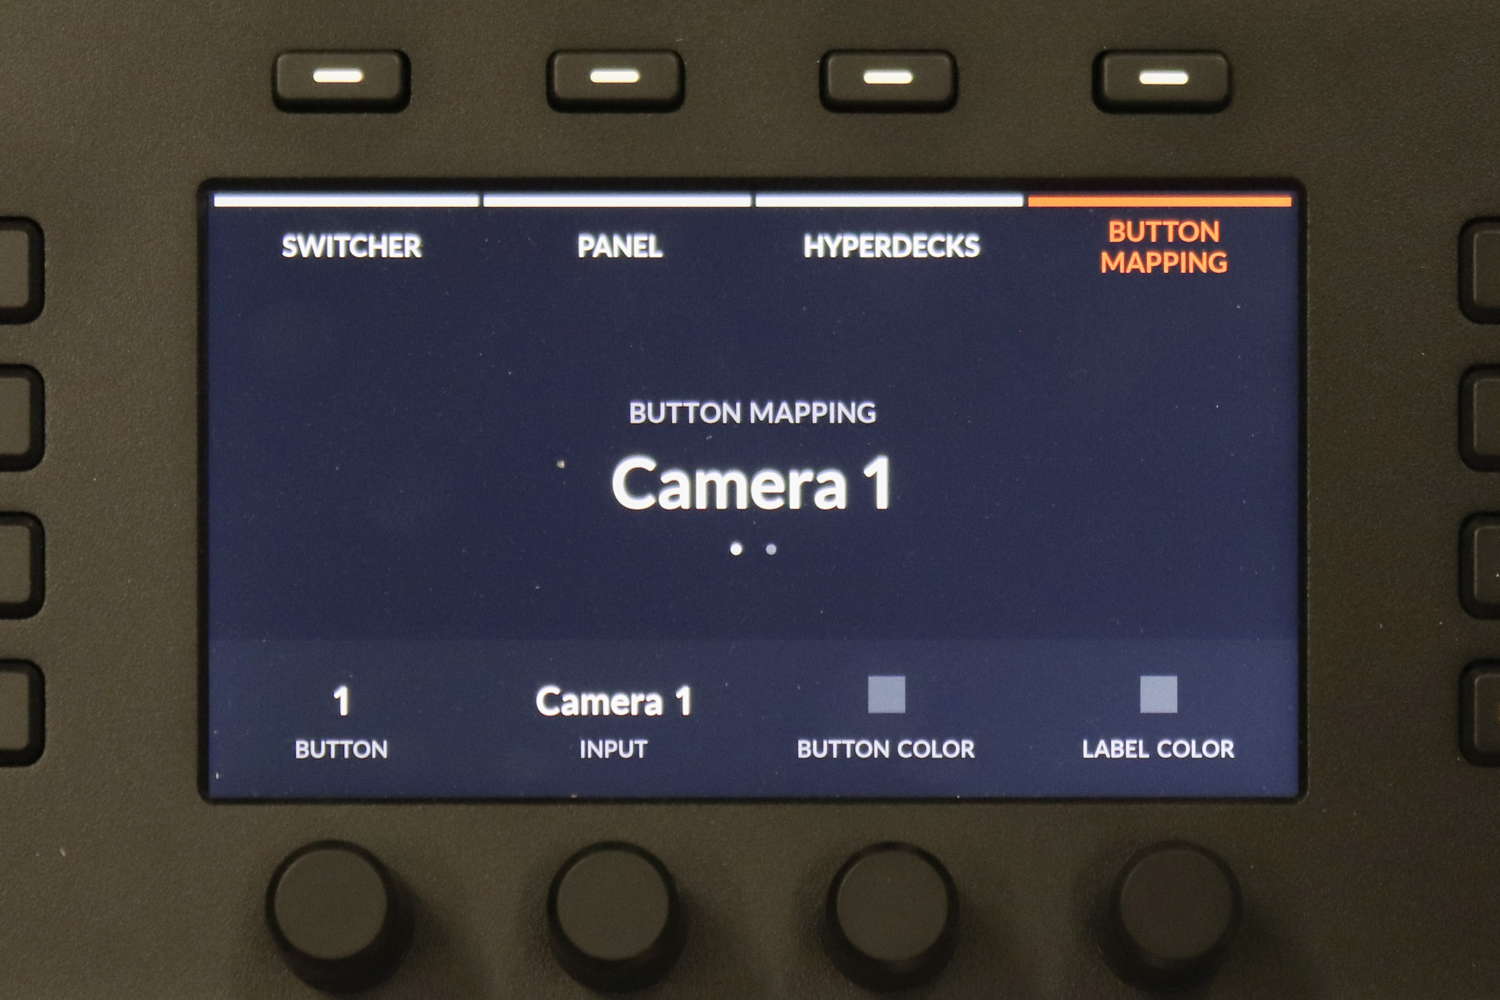 SWITCHER PANEL HYPERDECKS BUTTON
MAPPING
BUTTON MAPPING
Camera 1
1 Camera 1
BUTTON INPUT BUTTON COLOR LABEL COLOR